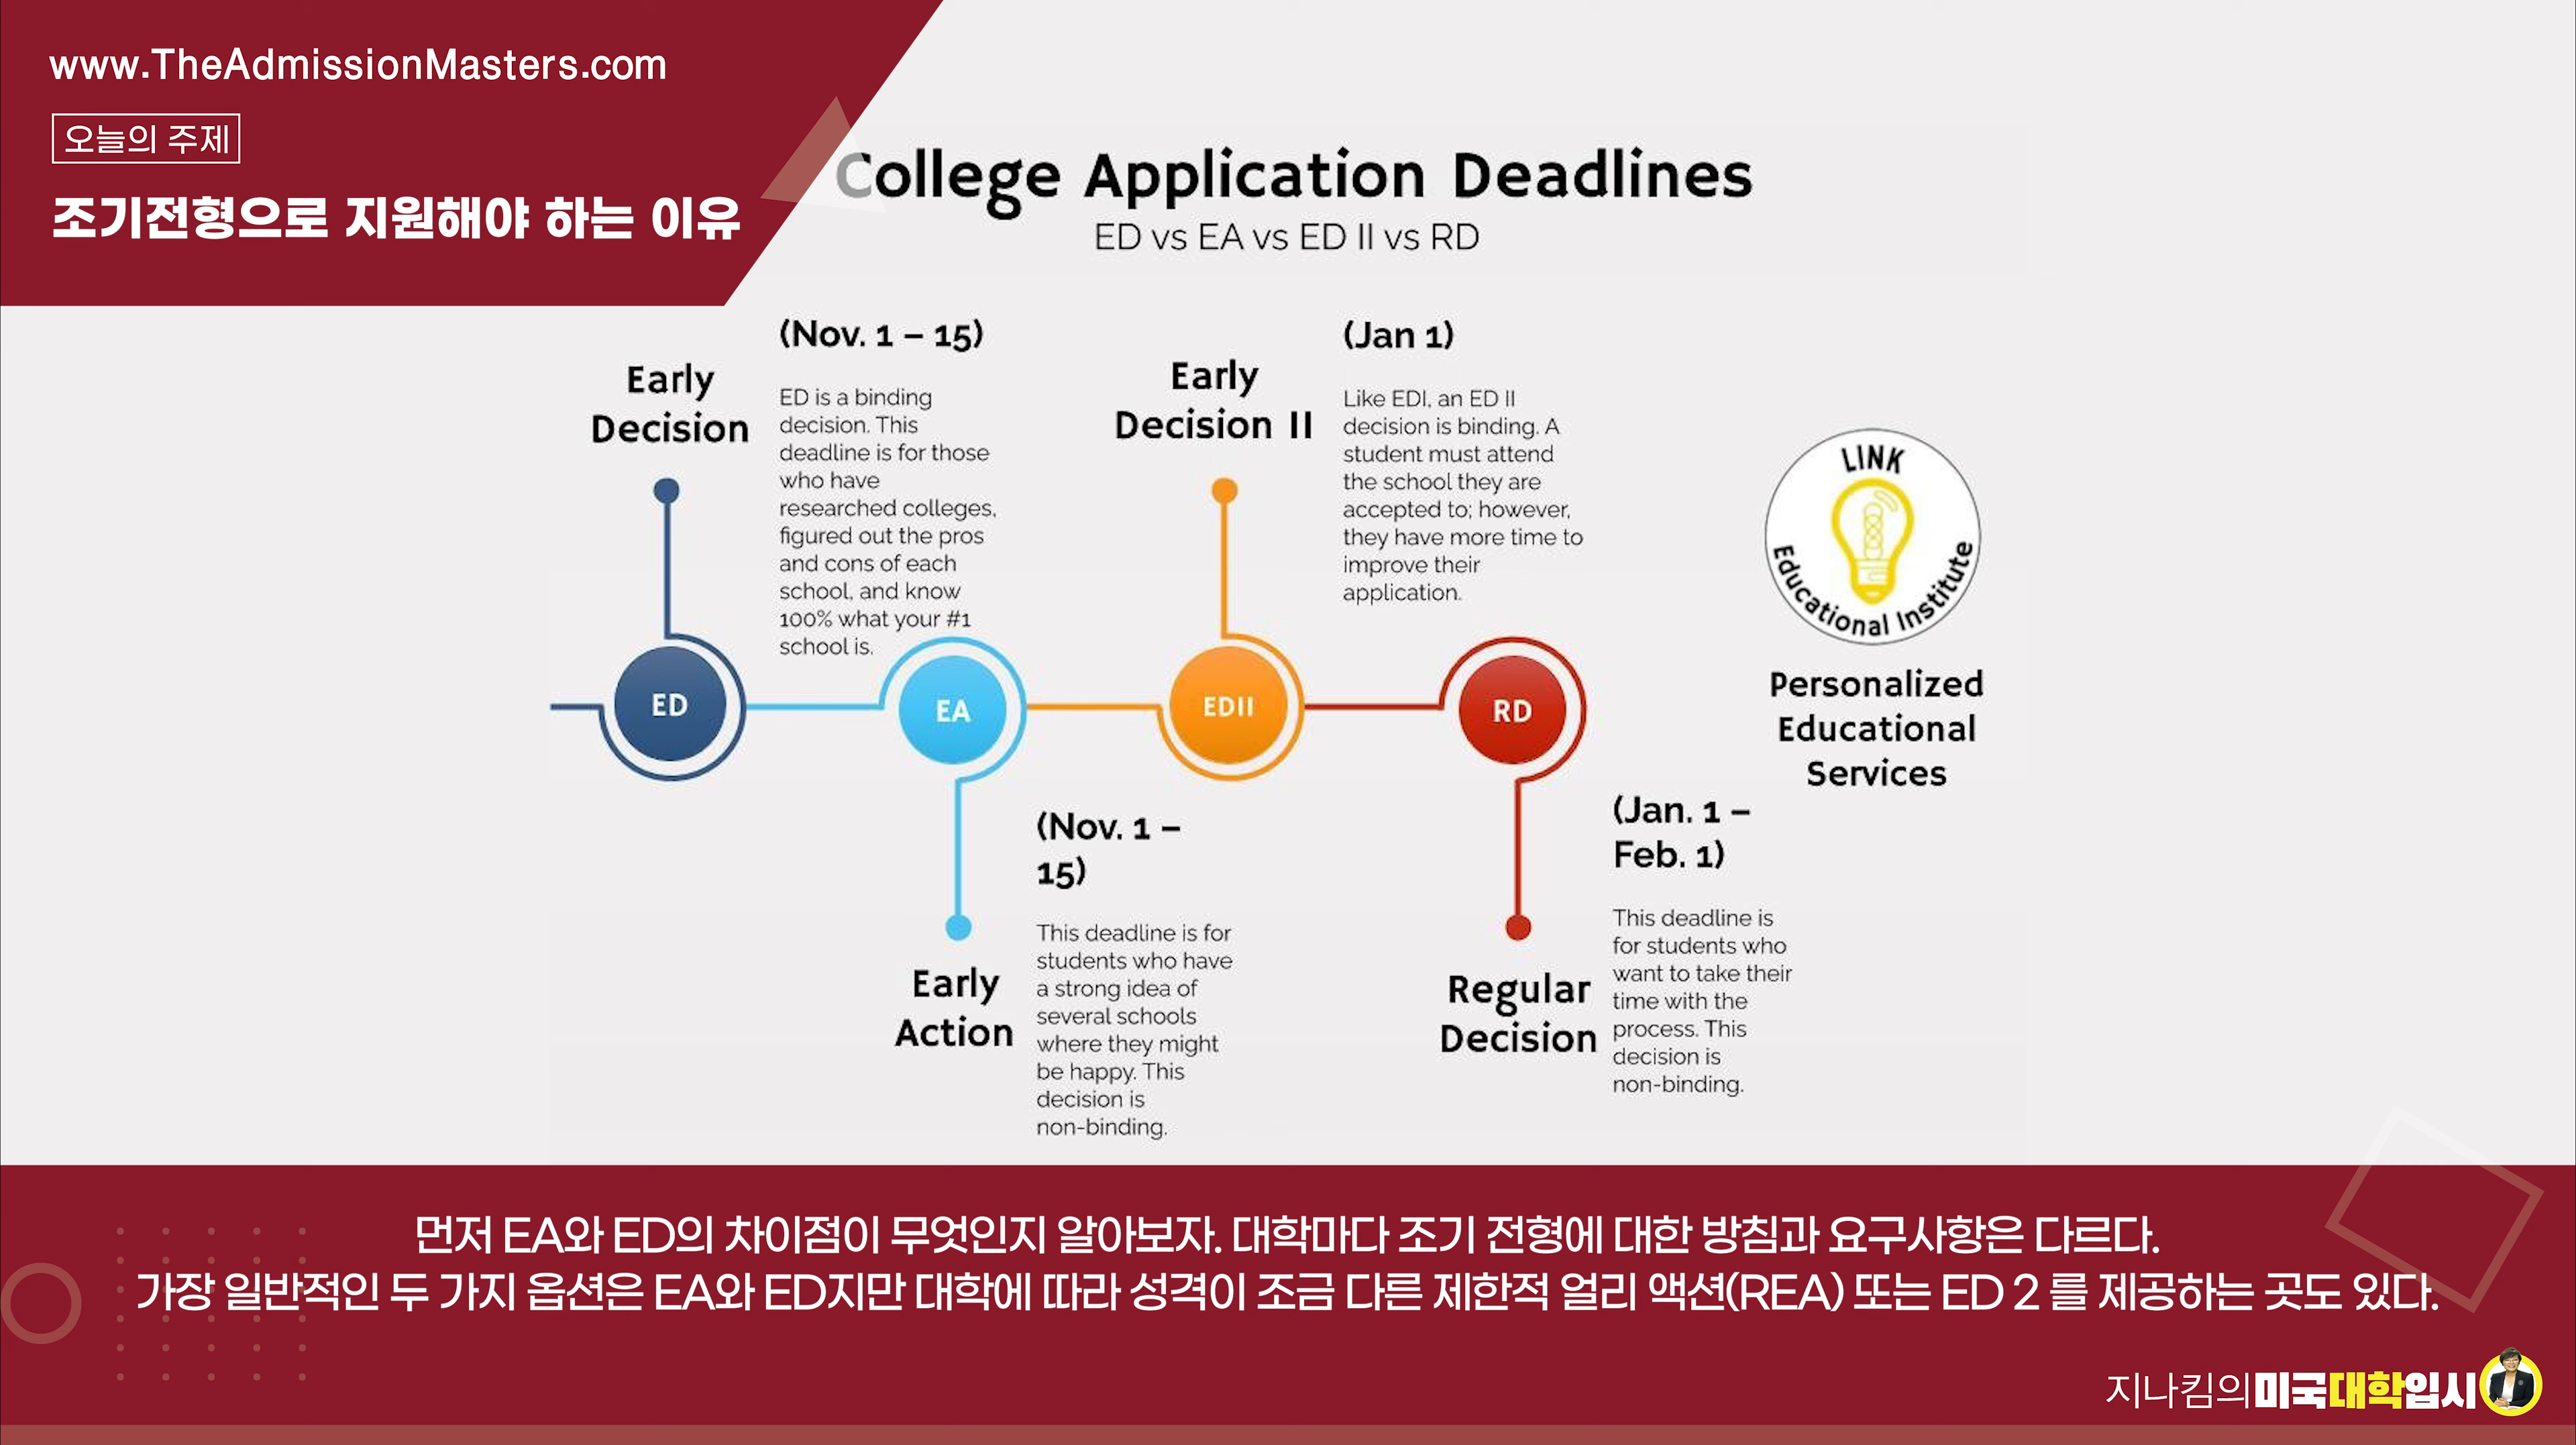 www.TheAdmissionMasters.com
오늘의 주제
조기전형으로 지원해야 하는 이유
College Application Deadlines
ED vs EA vs ED II vs RD
Early
Decision
(Nov. 1 – 15)
ED is a binding
decision. This
deadline is for those
who have
researched colleges,
figured out the pros
and cons of each
school, and know
100% what your #1
school is.
Early
Decision II
(Jan 1)
Like EDI, an ED II
decision is binding. A
student must attend
the school they are
accepted to; however,
they have more time to
improve their
application.
LINK
Educational Institute
Personalized
Educational
Services
ED
EA
EDII
RD
Early
Action
(Nov. 1 –
15)
This deadline is for
students who have
a strong idea of
several schools
where they might
be happy. This
decision is
non-binding.
Regular
Decision
(Jan. 1 –
Feb. 1)
This deadline is
for students who
want to take their
time with the
process. This
decision is
non-binding.
먼저 EA와 ED의 차이점이 무엇인지 알아보자. 대학마다 조기 전형에 대한 방침과 요구사항은 다르다.
가장 일반적인 두 가지 옵션은 EA와 ED지만 대학에 따라 성격이 조금 다른 제한적 얼리 액션(REA) 또는 ED 2 를 제공하는 곳도 있다.
지나킴의미국대학입시